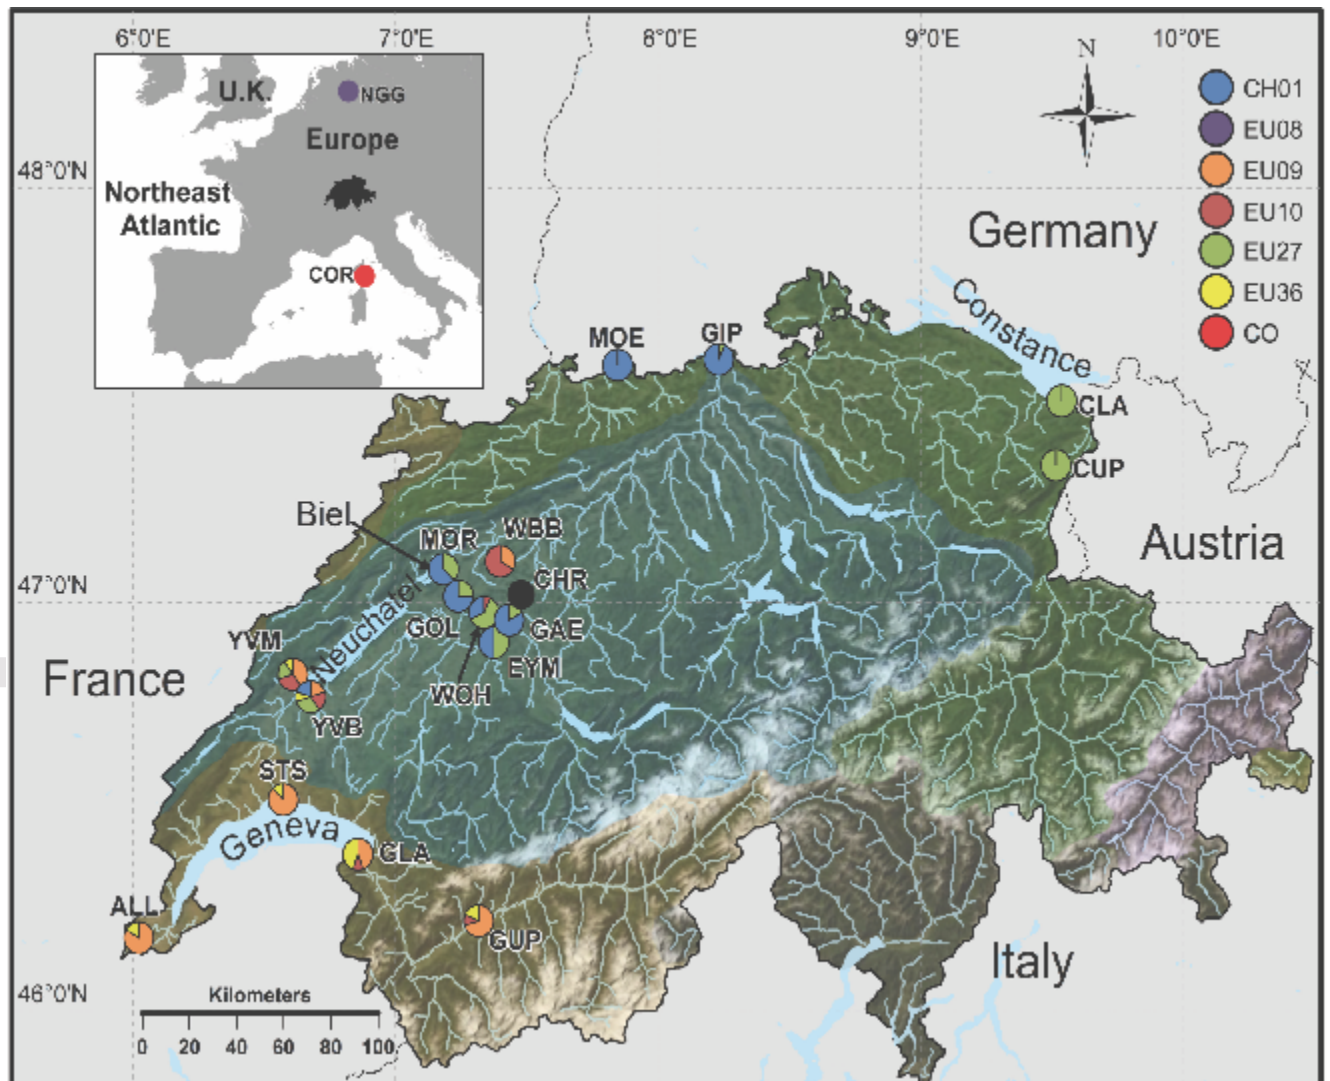 6°0'E
7°0'E
8°0'E
9°0'E
10°0'E
N
CH01
EU08
EU09
EU10
EU27
EU36
CO
U.K.
NGG
Europe
Northeast
Atlantic
COR
48°0'N
Germany
Constance
MOE
GIP
CLA
CUP
Biel
MOR
WBB
CHR
Austria
47°0'N
Neuchatel
GOL
GAE
EYM
WOH
YVM
YVB
France
STS
Geneva
GLA
ALL
GUP
Italy
46°0'N
Kilometers
0 20 40 60 80 100